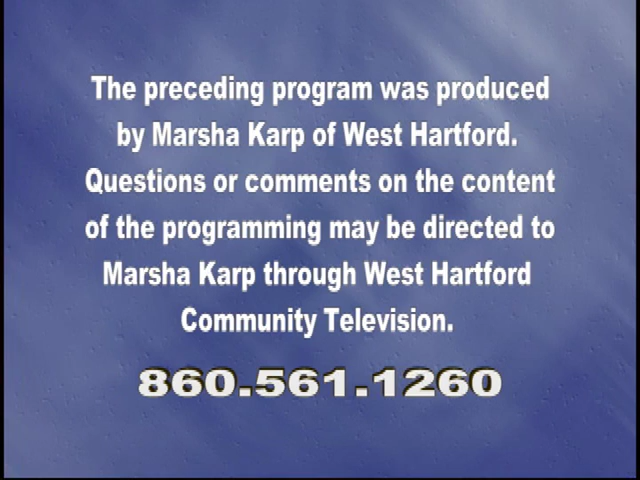 The preceding program was produced
by Marsha Karp of West Hartford.
Questions or comments on the content
of the programming may be directed to
Marsha Karp through West Hartford
Community Television.
860.561.1260